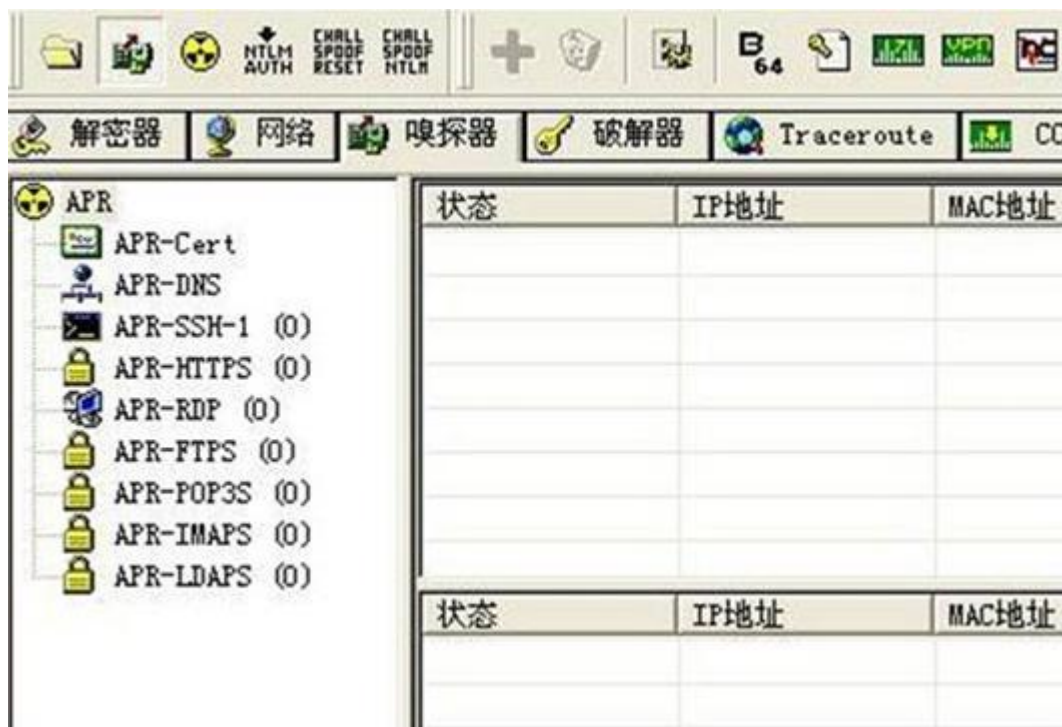 NTLM AUTH
CHALL SPOOF RESET
CHALL SPOOF NTLM
B 64
VPN
解密器 网络 嗅探器 破解器 Traceroute
APR
APR-Cert
APR-DNS
APR-SSH-1 (0)
APR-HTTPS (0)
APR-RDP (0)
APR-FTPS (0)
APR-POP3S (0)
APR-IMAPS (0)
APR-LDAPS (0)
状态 IP地址 MAC地址
状态 IP地址 MAC地址